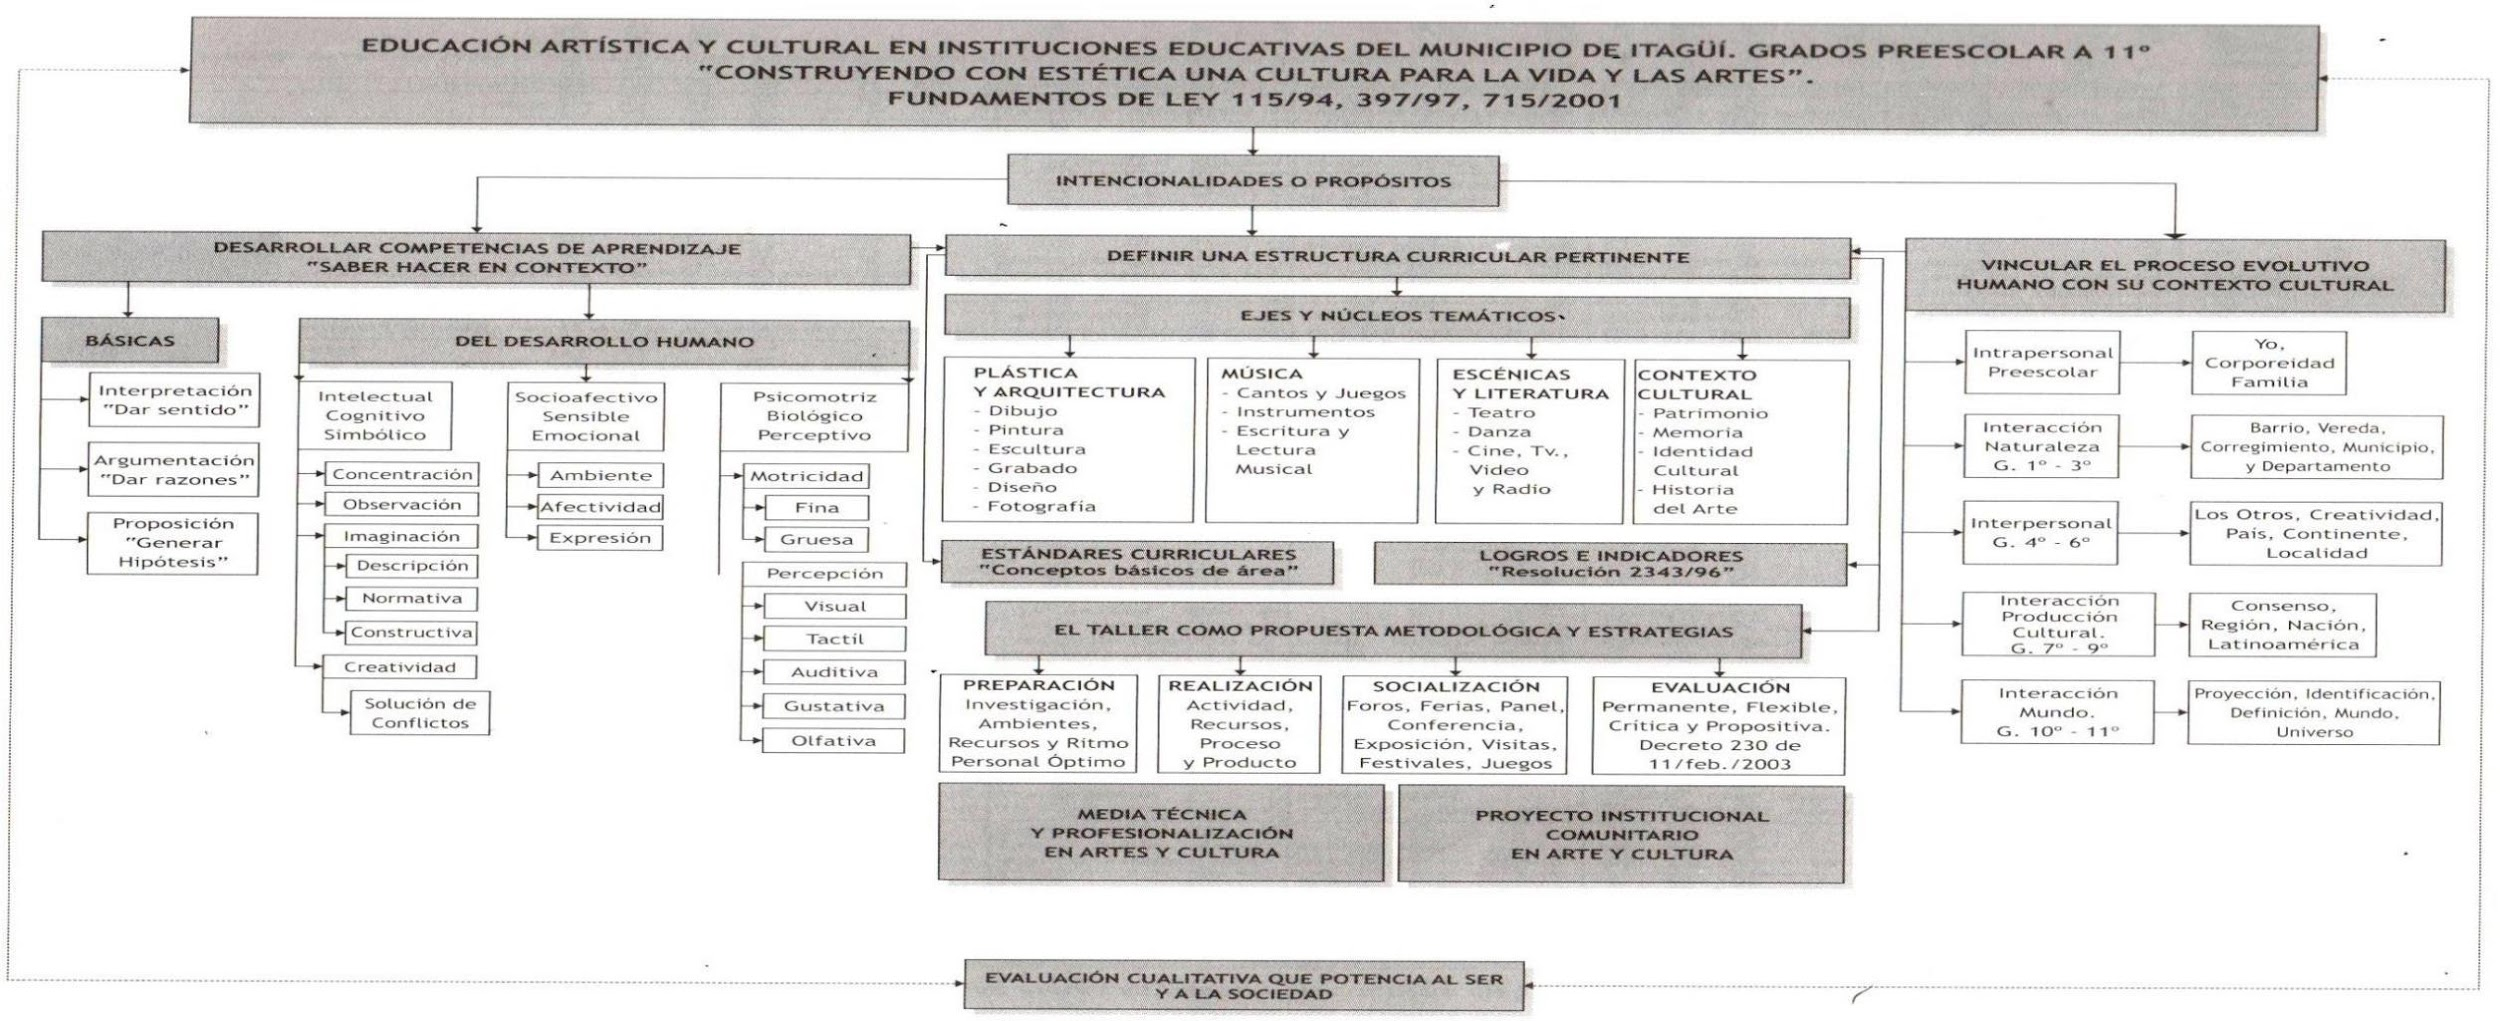 EDUCACIÓN ARTÍSTICA Y CULTURAL EN INSTITUCIONES EDUCATIVAS DEL MUNICIPIO DE ITAGÜÍ. GRADOS PREESCOLAR A 11º
"CONSTRUYENDO CON ESTÉTICA UNA CULTURA PARA LA VIDA Y LAS ARTES".
FUNDAMENTOS DE LEY 115/94, 397/97, 715/2001
INTENCIONALIDADES O PROPÓSITOS
DESARROLLAR COMPETENCIAS DE APRENDIZAJE
"SABER HACER EN CONTEXTO"
BÁSICAS
Interpretación
"Dar sentido"
Argumentación
"Dar razones"
Proposición
"Generar
Hipótesis"
DEL DESARROLLO HUMANO
Intelectual
Cognitivo
Simbólico
Concentración
Observación
Imaginación
Descripción
Normativa
Constructiva
Creatividad
Solución de
Conflictos
Socioafectivo
Sensible
Emocional
Ambiente
Afectividad
Expresión
Psicomotriz
Biológico
Perceptivo
Motricidad
Fina
Gruesa
Percepción
Visual
Tactíl
Auditiva
Gustativa
Olfativa
DEFINIR UNA ESTRUCTURA CURRICULAR PERTINENTE
EJES Y NÚCLEOS TEMÁTICOS
PLÁSTICA
Y ARQUITECTURA
- Dibujo
- Pintura
- Escultura
- Grabado
- Diseño
- Fotografía
MÚSICA
- Cantos y Juegos
- Instrumentos
- Escritura y
Lectura
Musical
ESCÉNICAS
Y LITERATURA
- Teatro
- Danza
- Cine, Tv.,
Video
y Radio
CONTEXTO
CULTURAL
- Patrimonio
- Memoria
- Identidad
Cultural
- Historia
del Arte
ESTÁNDARES CURRICULARES
"Conceptos básicos de área"
LOGROS E INDICADORES
"Resolución 2343/96"
EL TALLER COMO PROPUESTA METODOLÓGICA Y ESTRATEGIAS
PREPARACIÓN
Investigación,
Ambientes,
Recursos y Ritmo
Personal Óptimo
REALIZACIÓN
Actividad,
Recursos,
Proceso
y Producto
SOCIALIZACIÓN
Foros, Ferias, Panel,
Conferencia,
Exposición, Visitas,
Festivales, Juegos
EVALUACIÓN
Permanente, Flexible,
Crítica y Propositiva.
Decreto 230 de
11/feb./2003
MEDIA TÉCNICA
Y PROFESIONALIZACIÓN
EN ARTES Y CULTURA
PROYECTO INSTITUCIONAL
COMUNITARIO
EN ARTE Y CULTURA
VINCULAR EL PROCESO EVOLUTIVO
HUMANO CON SU CONTEXTO CULTURAL
Intrapersonal
Preescolar
Yo,
Corporeidad
Familia
Interacción
Naturaleza
G. 1º - 3º
Barrio, Vereda,
Corregimiento, Municipio,
y Departamento
Interpersonal
G. 4º - 6º
Los Otros, Creatividad,
País, Continente,
Localidad
Interacción
Producción
Cultural.
G. 7º - 9º
Consenso,
Región, Nación,
Latinoamérica
Interacción
Mundo.
G. 10º - 11º
Proyección, Identificación,
Definición, Mundo,
Universo
EVALUACIÓN CUALITATIVA QUE POTENCIA AL SER
Y A LA SOCIEDAD